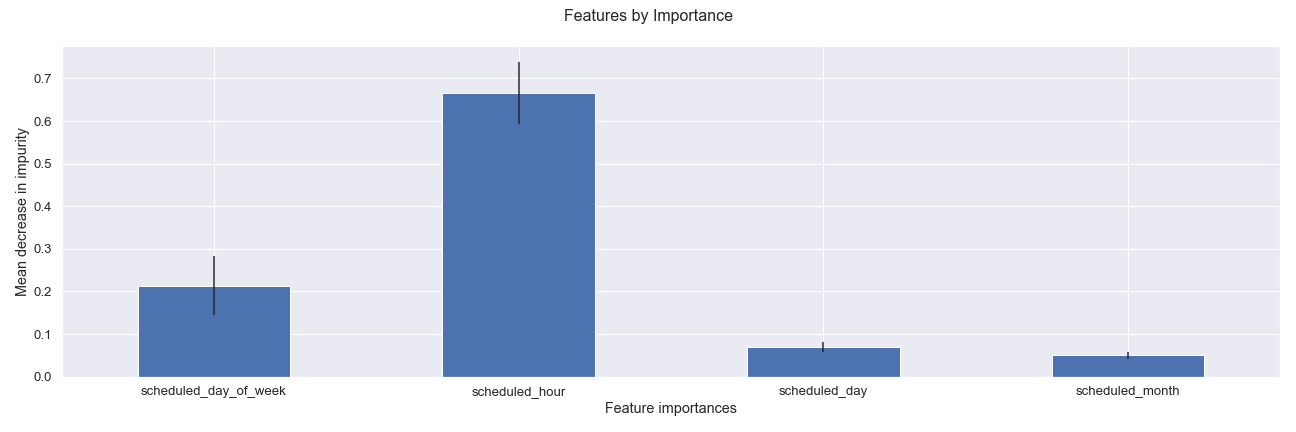 Features by Importance
Mean decrease in impurity
0.7
0.6
0.5
0.4
0.3
0.2
0.1
0.0
scheduled_day_of_week
scheduled_hour
scheduled_day
scheduled_month
Feature importances